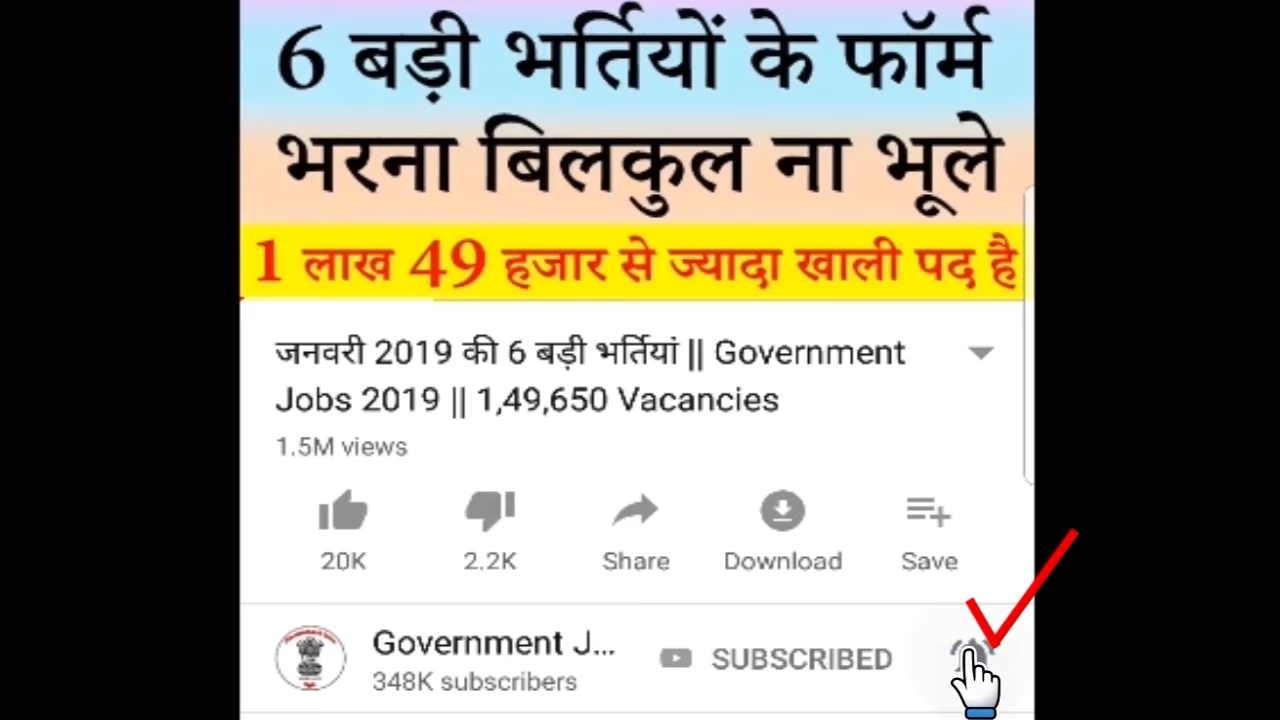 6 बड़ी भर्तियों के फॉर्म
भरना बिलकुल ना भूले
1 लाख 49 हजार से ज्यादा खाली पद है
जनवरी 2019 की 6 बड़ी भर्तियां || Government
Jobs 2019 || 1,49,650 Vacancies
1.5M views
20K 2.2K Share Download Save
Government J... SUBSCRIBED
348K subscribers